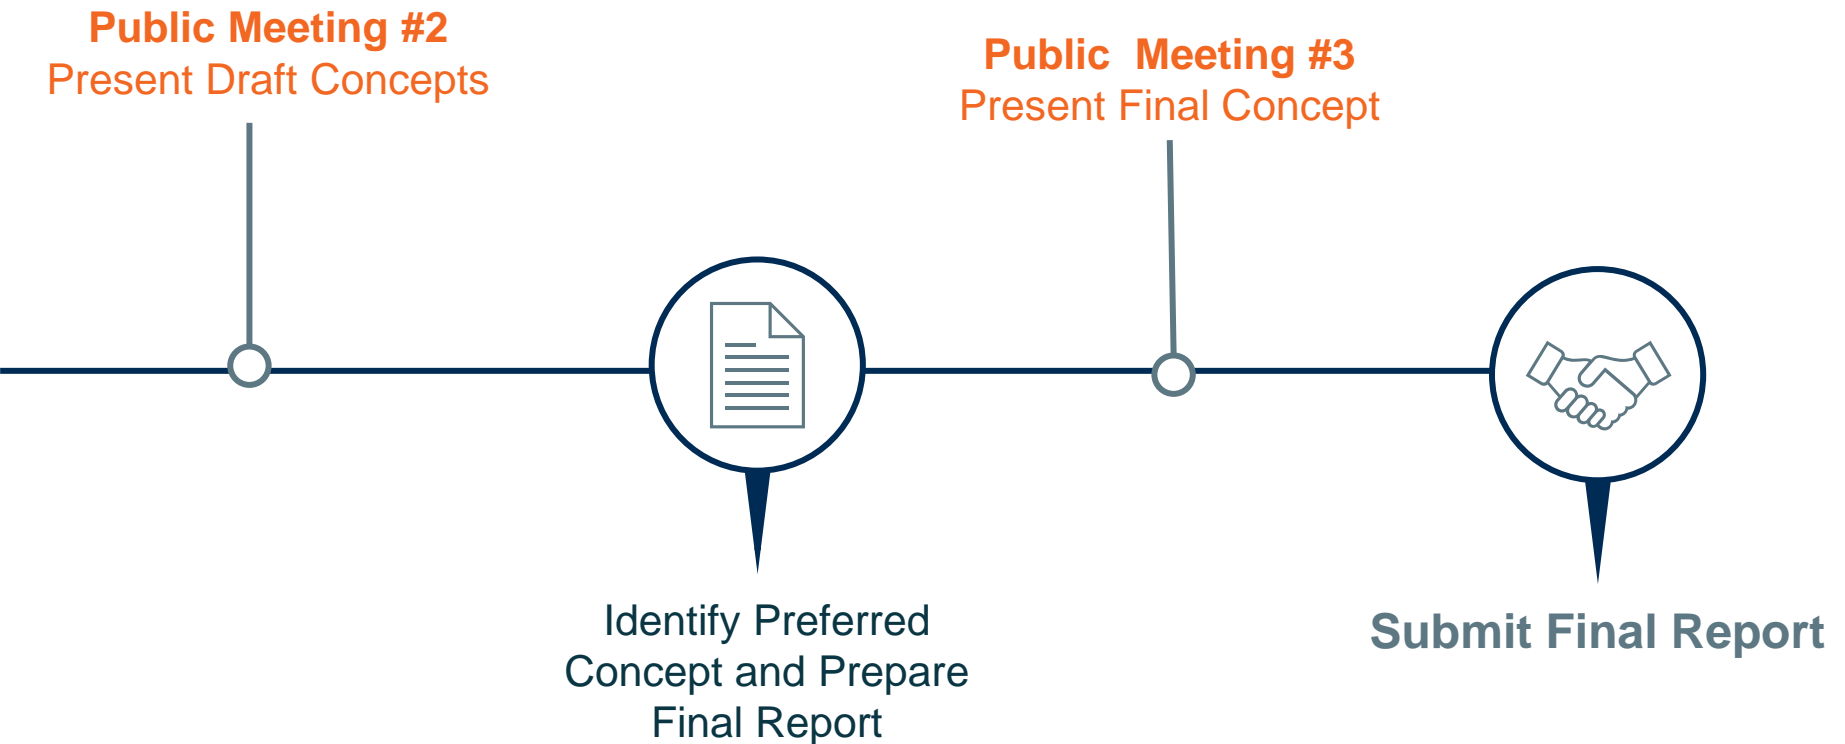 Public Meeting #2
Present Draft Concepts
Public Meeting #3
Present Final Concept
Identify Preferred
Concept and Prepare
Final Report
Submit Final Report